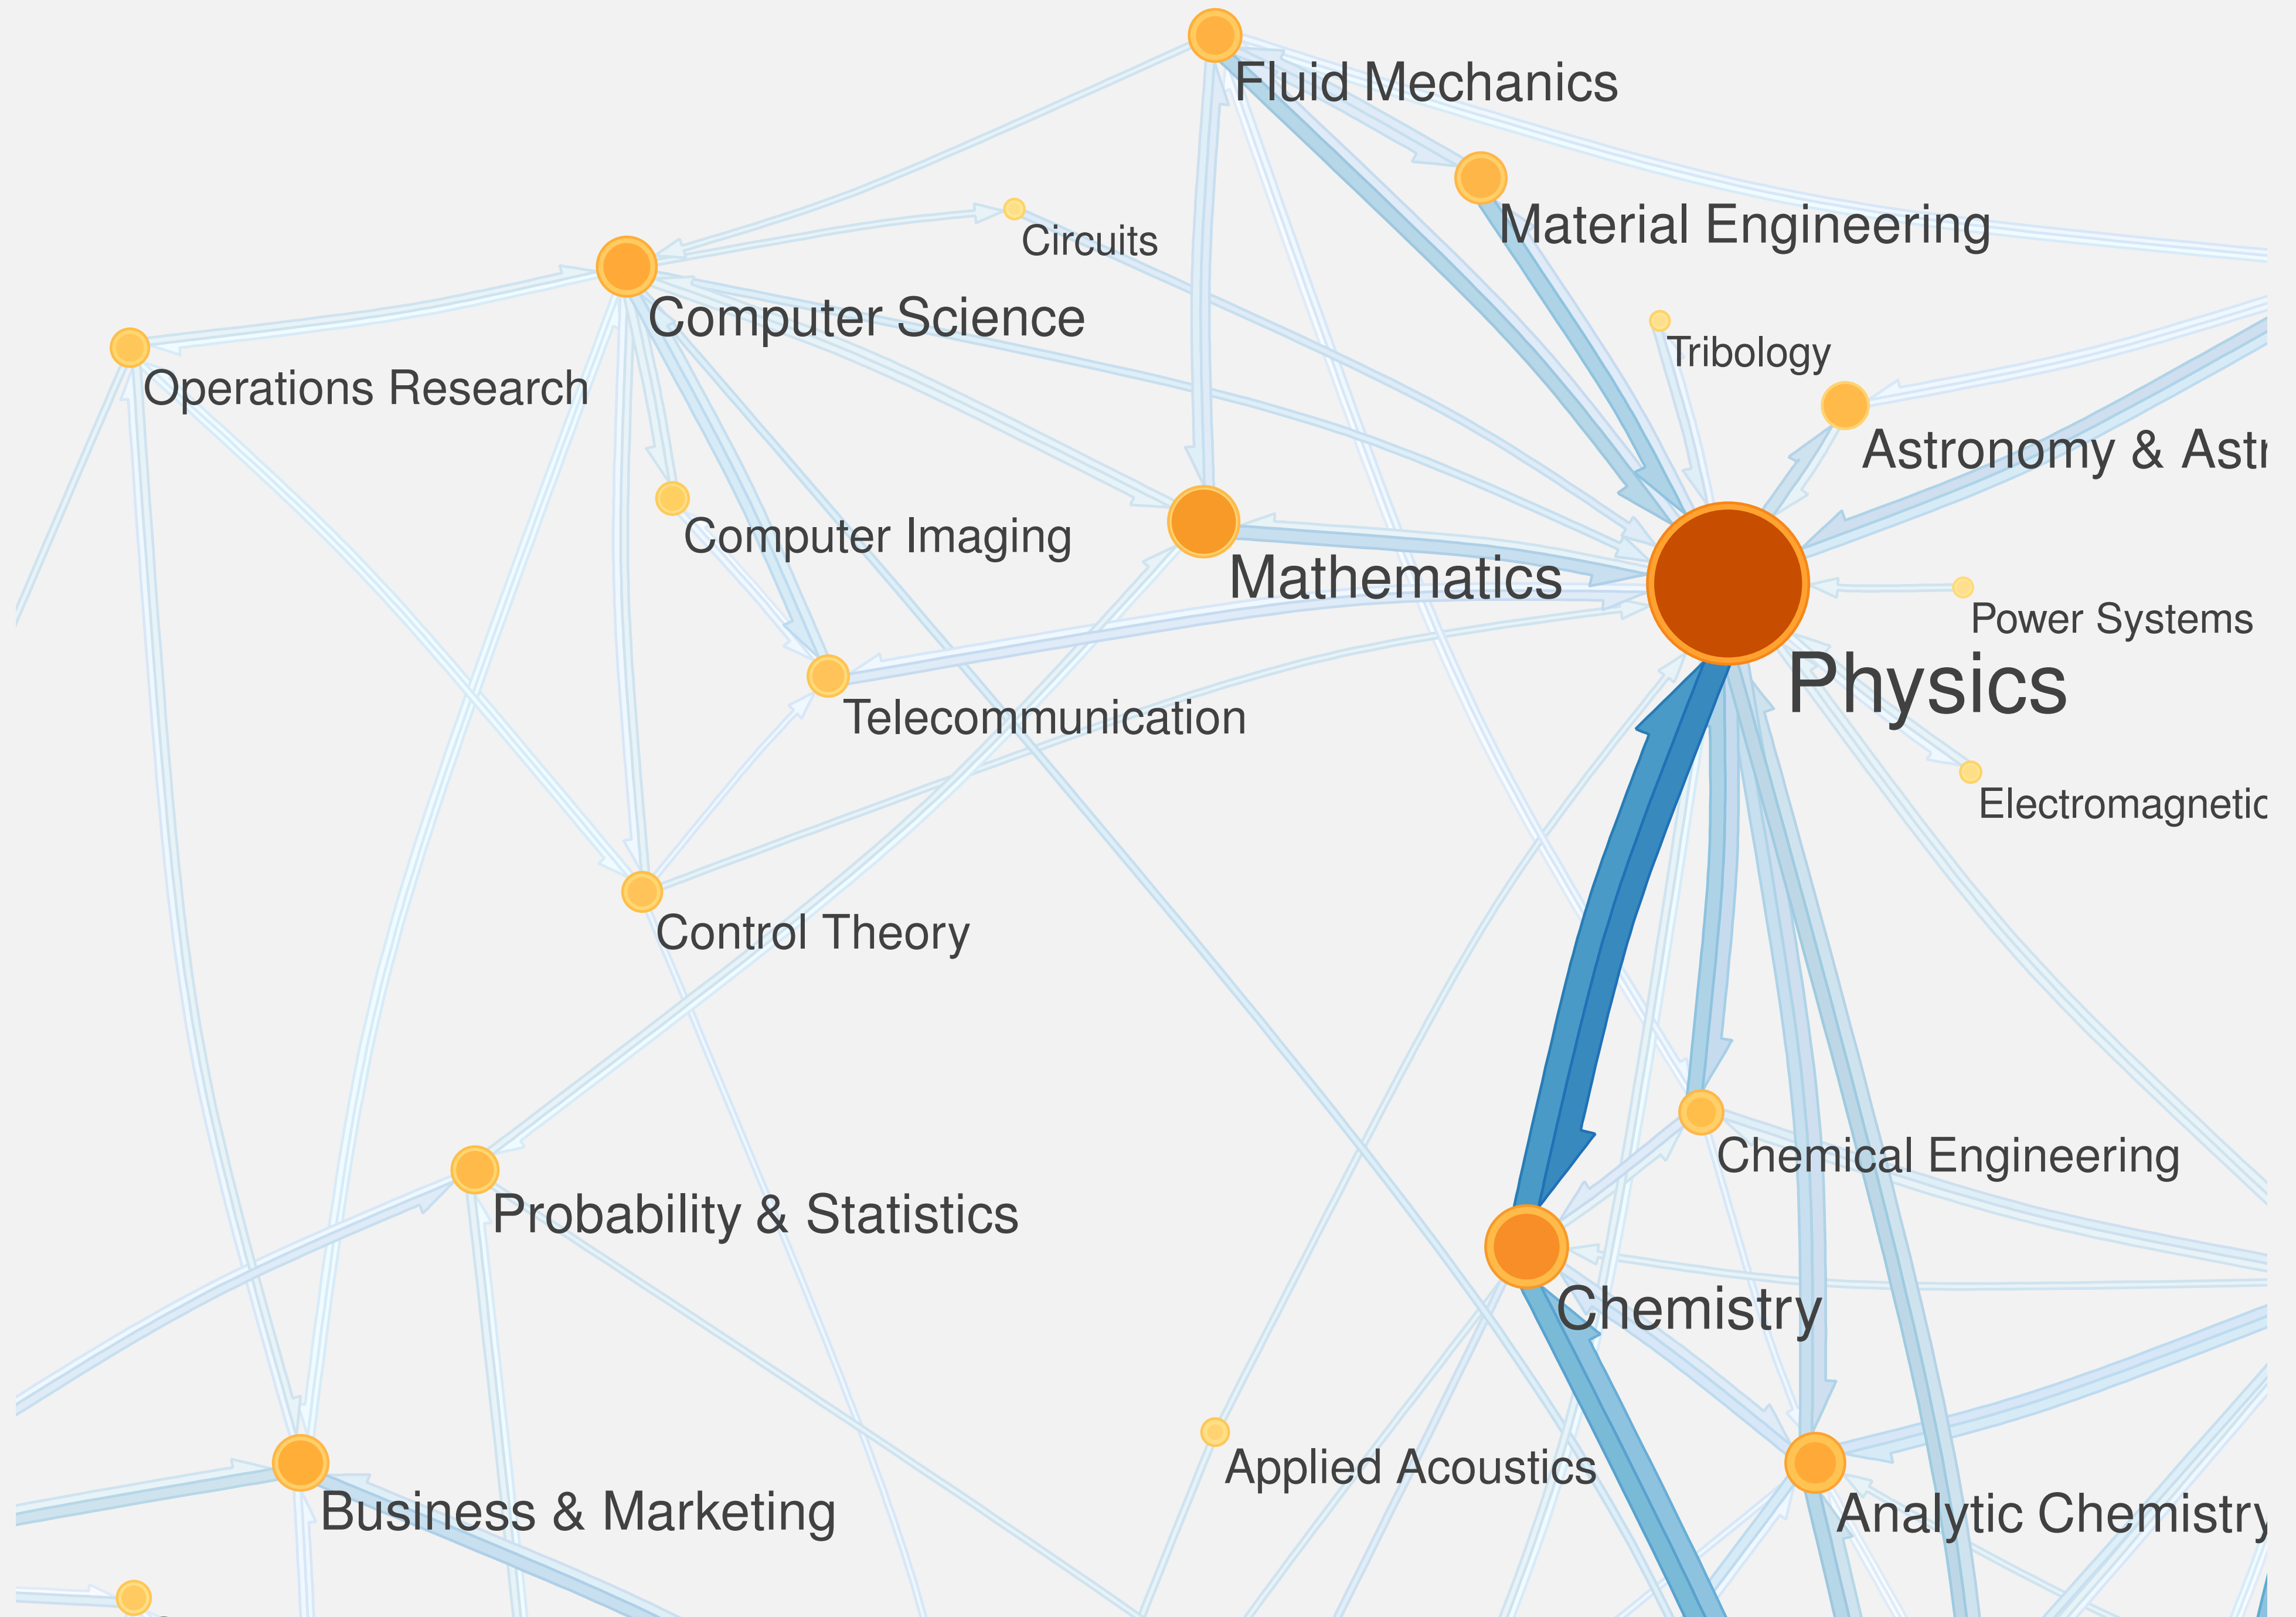 Fluid Mechanics
Material Engineering
Circuits
Computer Science
Tribology
Operations Research
Astronomy & Astr
Computer Imaging
Mathematics
Power Systems
Physics
Telecommunication
Electromagnetic
Control Theory
Chemical Engineering
Probability & Statistics
Chemistry
Applied Acoustics
Business & Marketing
Analytic Chemistry